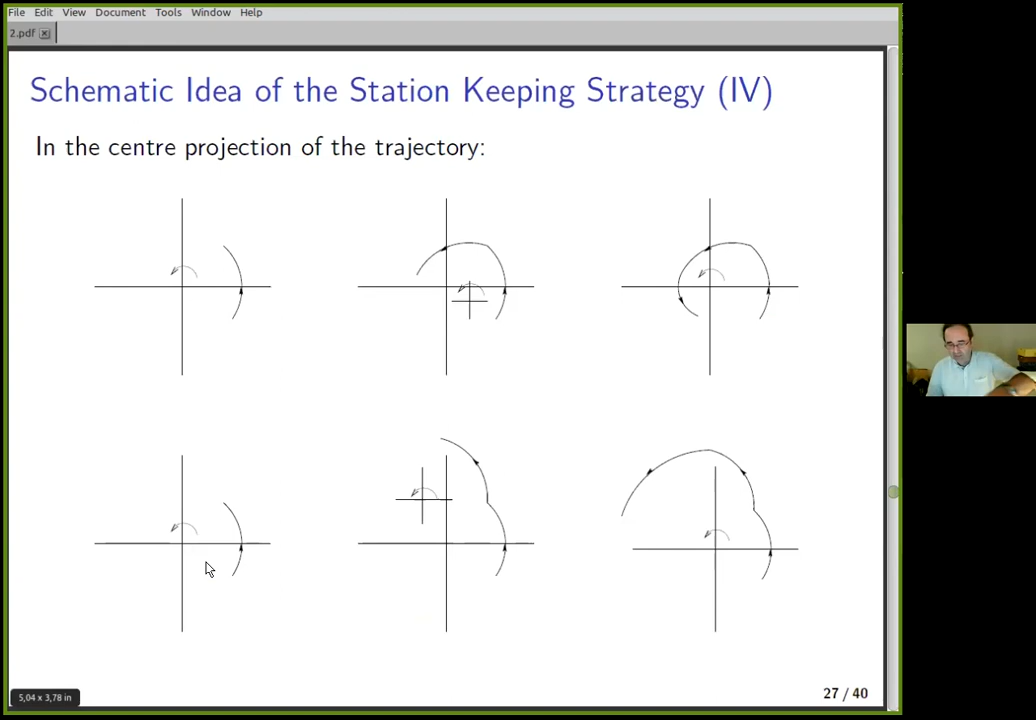 File Edit View Document Tools Window Help
2.pdf
Schematic Idea of the Station Keeping Strategy (IV)
In the centre projection of the trajectory:
5,04 x 3,78 in
27 / 40